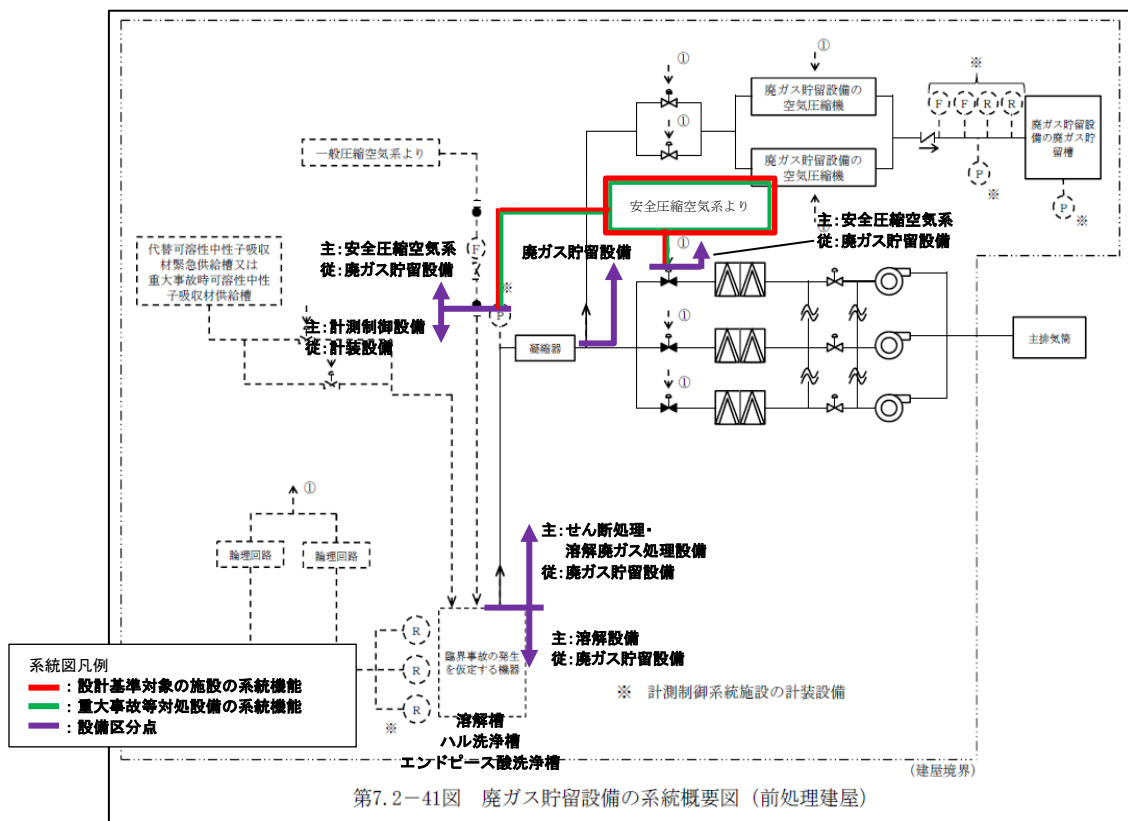 ①
①
※
廃ガス貯留設備の
空気圧縮機
F
F
R
R
①
廃ガス貯留設
備の廃ガス貯
留槽
一般圧縮空気系より
廃ガス貯留設備の
空気圧縮機
P
※
P
※
安全圧縮空気系より
主：安全圧縮空気系
従：廃ガス貯留設備
代替可溶性中性子吸収
材緊急供給槽又は
重大事故時可溶性中性
子吸収材供給槽
主：安全圧縮空気系
従：廃ガス貯留設備
F
廃ガス貯留設備
①
※
P
主：計測制御設備
従：計装設備
①
凝縮器
主排気筒
①
①
論理回路
論理回路
主：せん断処理・
溶解廃ガス処理設備
従：廃ガス貯留設備
R
R
R
※
臨界事故の発生
を仮定する機器
主：溶解設備
従：廃ガス貯留設備
※ 計測制御系統施設の計装設備
系統図凡例
：設計基準対象の施設の系統機能
：重大事故等対処設備の系統機能
：設備区分点
溶解槽
ハル洗浄槽
エンドピース酸洗浄槽
(建屋境界)
第7.2－41図 廃ガス貯留設備の系統概要図（前処理建屋）